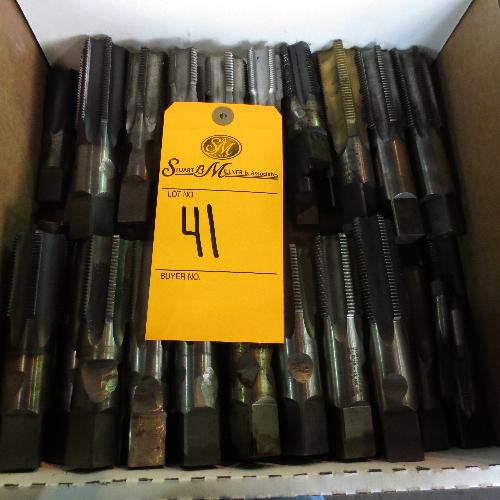 SM
STUART B MILLNER & Associates
LOT NO.
41
BUYER NO.